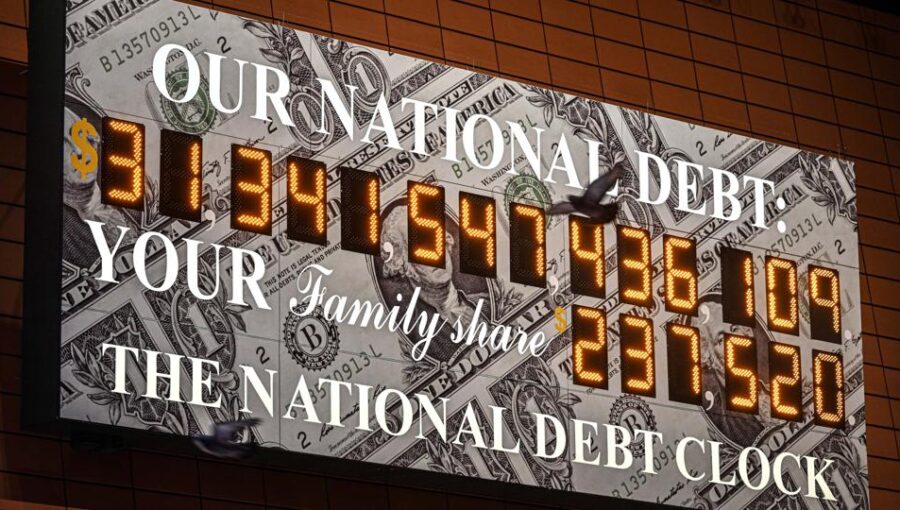 OUR NATIONAL DEBT:
$31,341,547,436,109
YOUR Family share $237,520
THE NATIONAL DEBT CLOCK